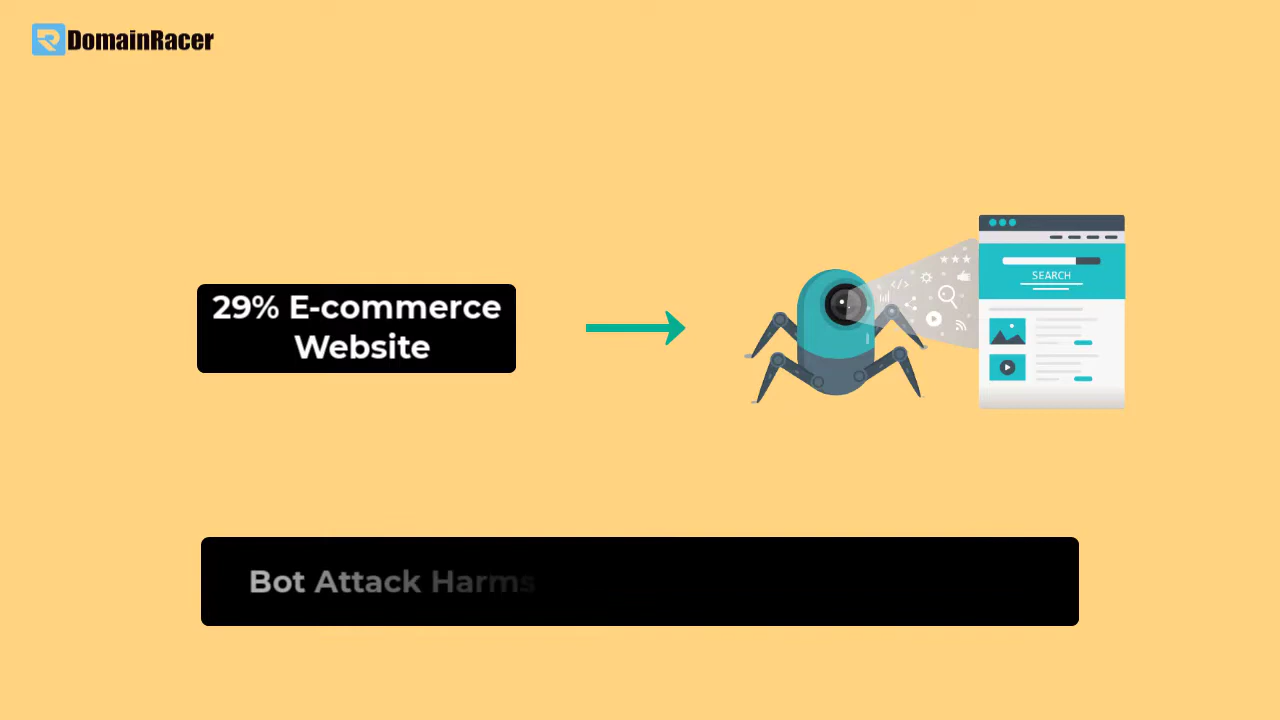 DomainRacer
29% E-commerce
Website
SEARCH
Bot Attack Harms